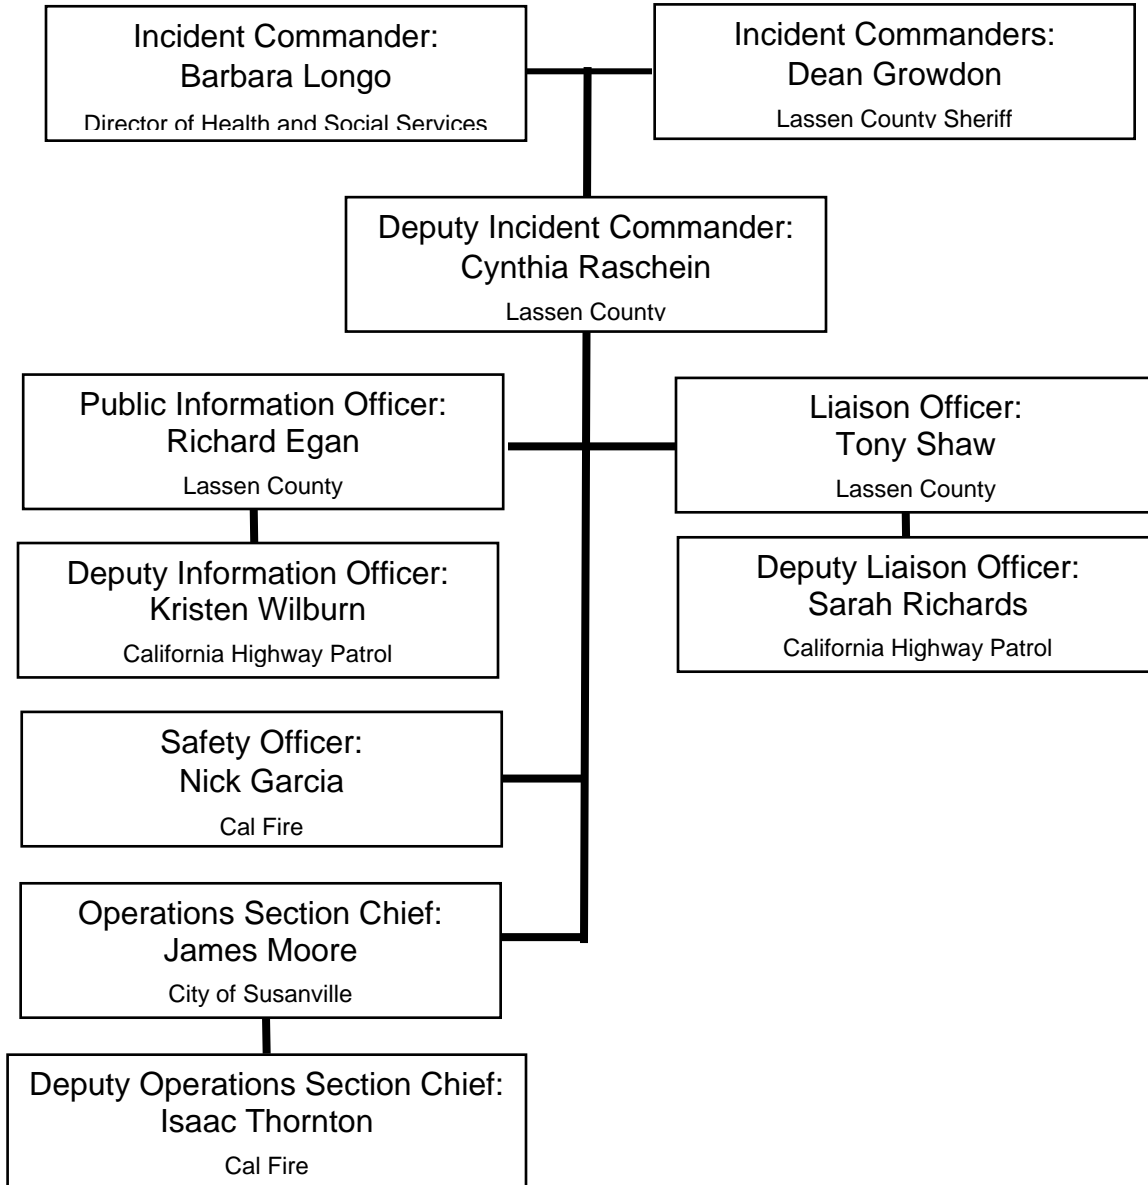 Incident Commander:
Barbara Longo
Director of Health and Social Services
Incident Commanders:
Dean Growdon
Lassen County Sheriff
Deputy Incident Commander:
Cynthia Raschein
Lassen County
Public Information Officer:
Richard Egan
Lassen County
Liaison Officer:
Tony Shaw
Lassen County
Deputy Information Officer:
Kristen Wilburn
California Highway Patrol
Deputy Liaison Officer:
Sarah Richards
California Highway Patrol
Safety Officer:
Nick Garcia
Cal Fire
Operations Section Chief:
James Moore
City of Susanville
Deputy Operations Section Chief:
Isaac Thornton
Cal Fire